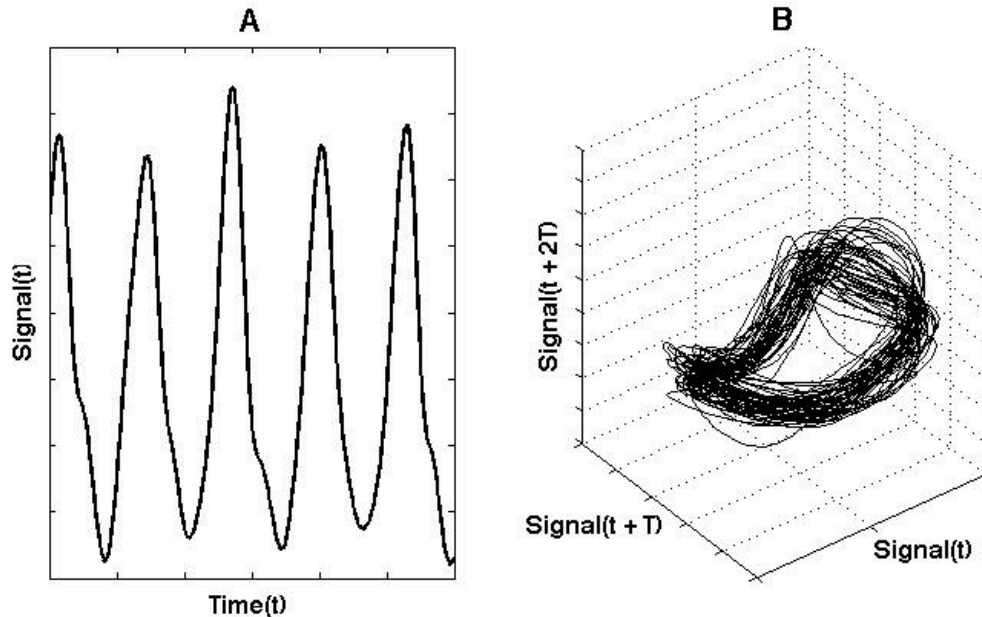 A
Signal(t)
Time(t)
B
Signal(t + 2T)
Signal(t + T)
Signal(t)